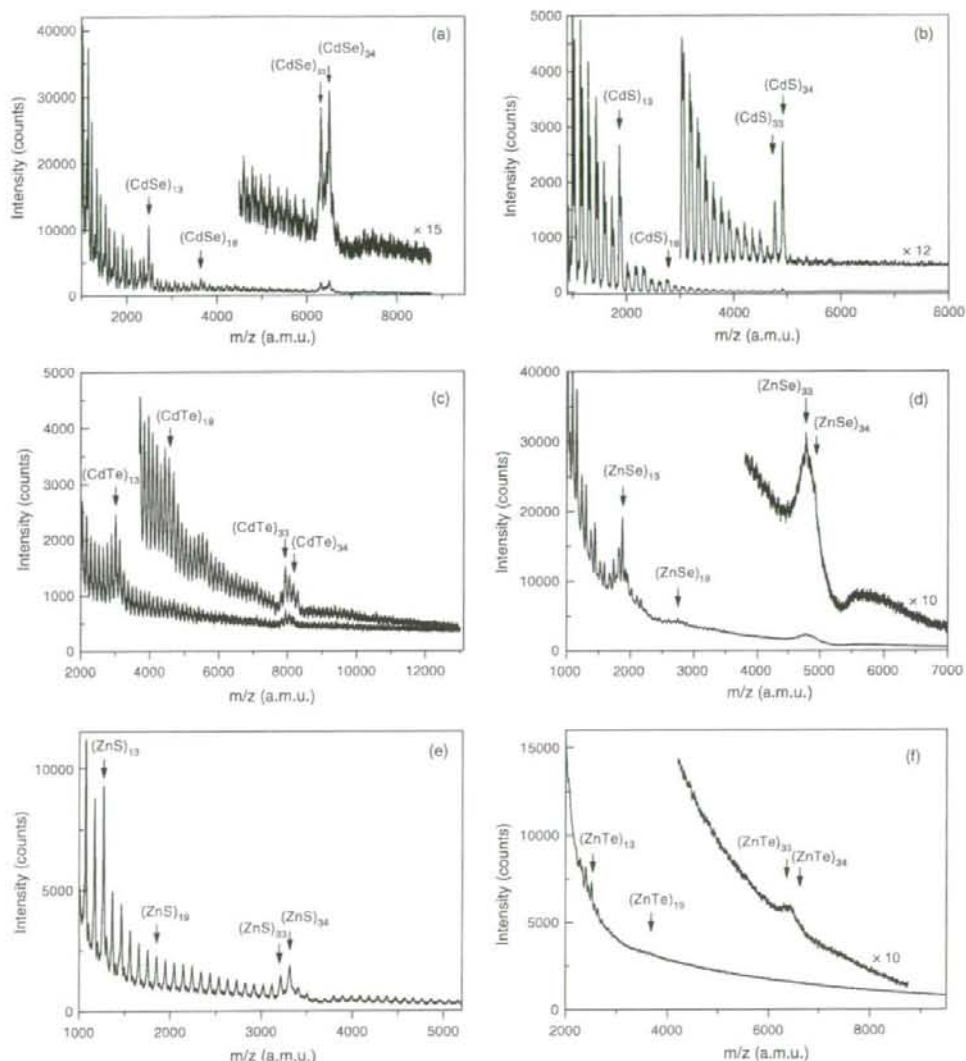 (a)
Intensity (counts)
40000
30000
20000
10000
0
(CdSe)₁₃
(CdSe)₁₉
(CdSe)₃₃
(CdSe)₃₄
× 15
2000 4000 6000 8000
m/z (a.m.u.)
(b)
Intensity (counts)
5000
4000
3000
2000
1000
0
(CdS)₁₃
(CdS)₁₉
(CdS)₃₃
(CdS)₃₄
× 12
2000 4000 6000 8000
m/z (a.m.u.)
(c)
Intensity (counts)
5000
4000
3000
2000
1000
0
(CdTe)₁₃
(CdTe)₁₉
(CdTe)₃₃
(CdTe)₃₄
2000 4000 6000 8000 10000 12000
m/z (a.m.u.)
(d)
Intensity (counts)
40000
30000
20000
10000
0
(ZnSe)₁₃
(ZnSe)₁₉
(ZnSe)₃₃
(ZnSe)₃₄
× 10
1000 2000 3000 4000 5000 6000 7000
m/z (a.m.u.)
(e)
Intensity (counts)
10000
5000
0
(ZnS)₁₃
(ZnS)₁₉
(ZnS)₃₃
(ZnS)₃₄
1000 2000 3000 4000 5000
m/z (a.m.u.)
(f)
Intensity (counts)
15000
10000
5000
0
(ZnTe)₁₃
(ZnTe)₁₉
(ZnTe)₃₃
(ZnTe)₃₄
× 10
2000 4000 6000 8000
m/z (a.m.u.)